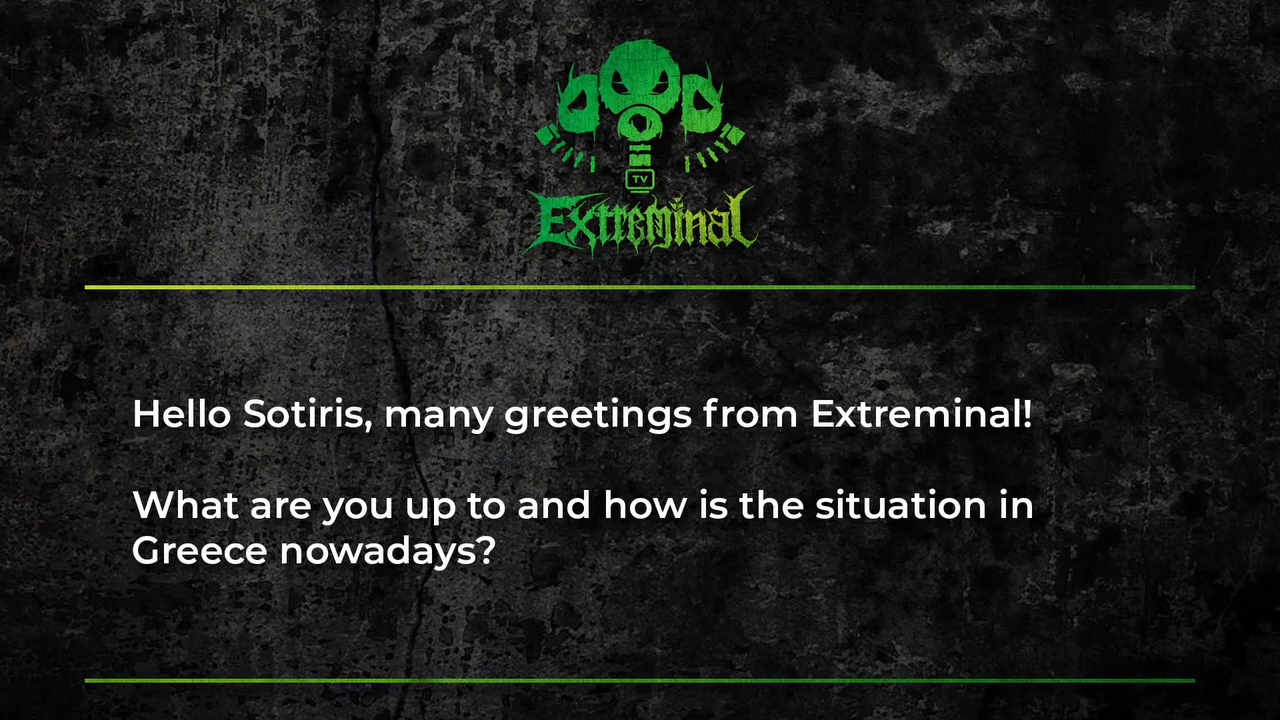 TV
Extreminal
Hello Sotiris, many greetings from Extreminal!
What are you up to and how is the situation in
Greece nowadays?